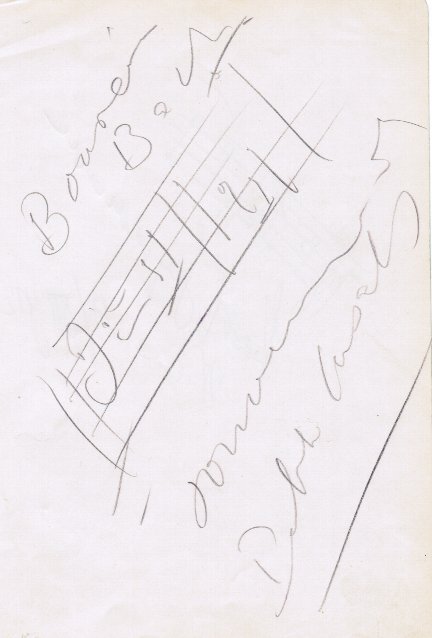 Bourée
Bach
Souvenir
Pablo Casals